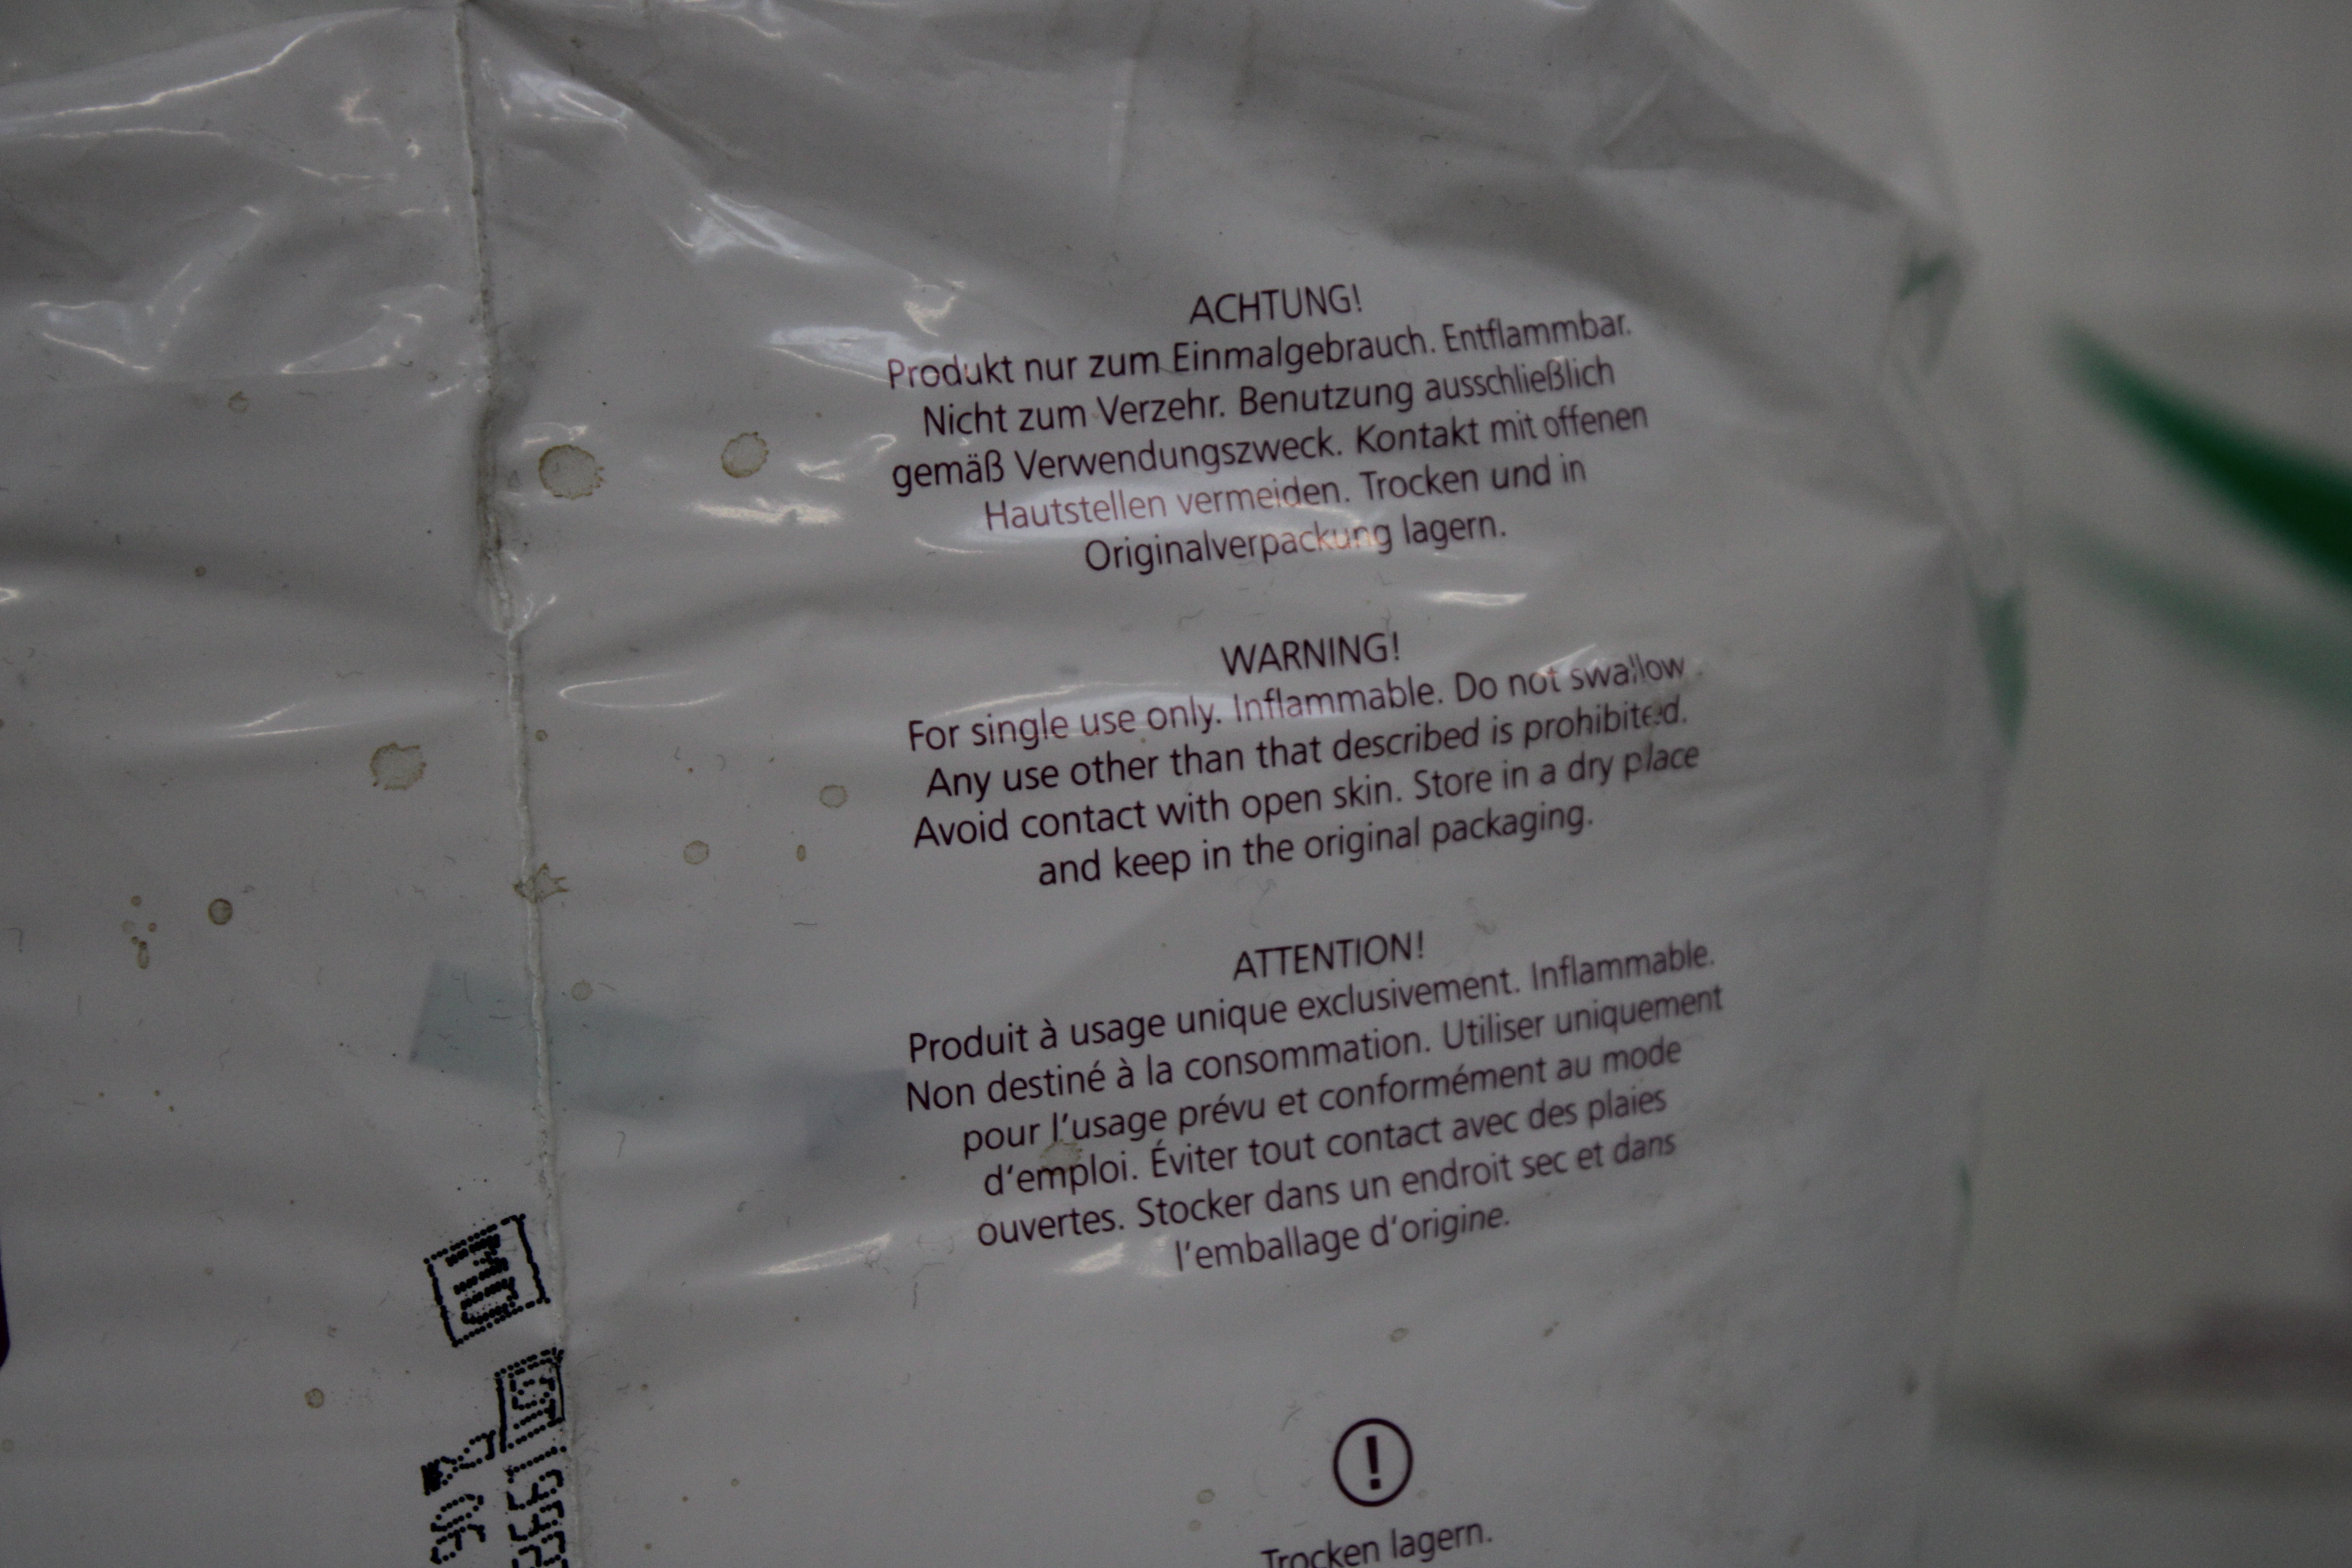 ACHTUNG!
Produkt nur zum Einmalgebrauch. Entflammbar.
Nicht zum Verzehr. Benutzung ausschließlich
gemäß Verwendungszweck. Kontakt mit offenen
Hautstellen vermeiden. Trocken und in
Originalverpackung lagern.
WARNING!
For single use only. Inflammable. Do not swallow.
Any use other than that described is prohibited.
Avoid contact with open skin. Store in a dry place
and keep in the original packaging.
ATTENTION!
Produit à usage unique exclusivement. Inflammable.
Non destiné à la consommation. Utiliser uniquement
pour l'usage prévu et conformément au mode
d'emploi. Éviter tout contact avec des plaies
ouvertes. Stocker dans un endroit sec et dans
l'emballage d'origine.
!
Trocken lagern.